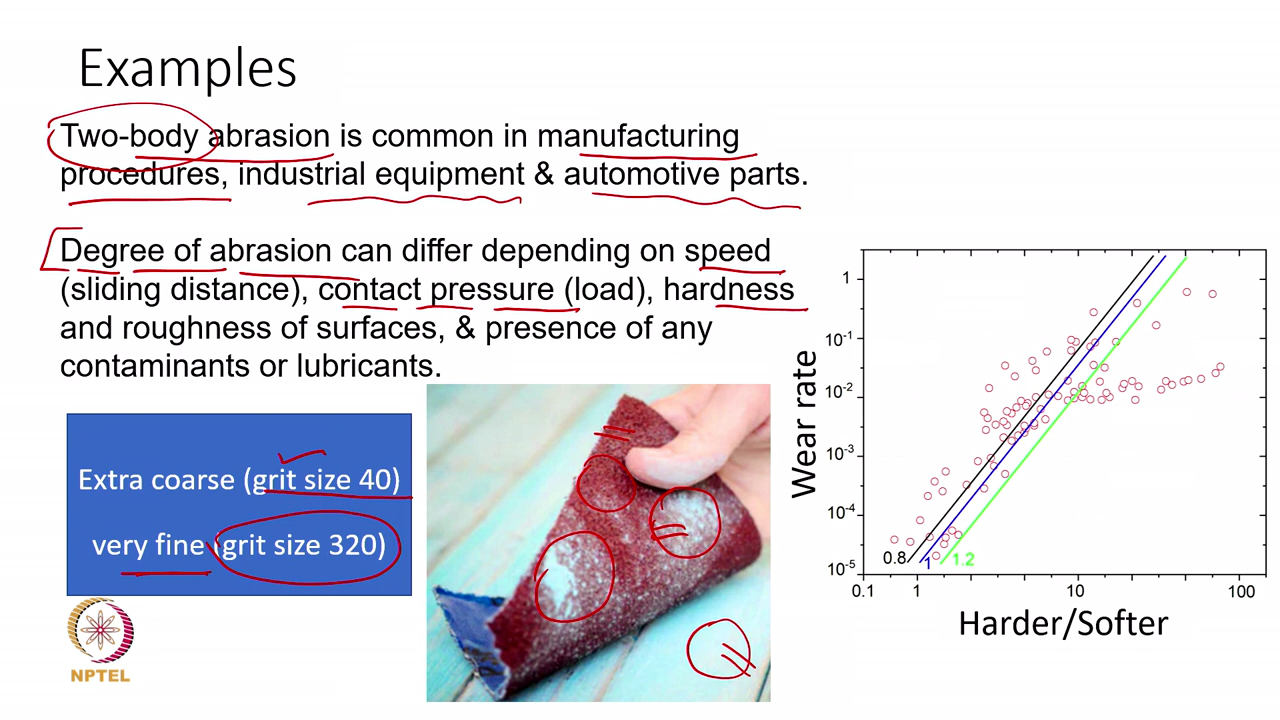 Examples
Two-body abrasion is common in manufacturing
procedures, industrial equipment & automotive parts.
Degree of abrasion can differ depending on speed
(sliding distance), contact pressure (load), hardness
and roughness of surfaces, & presence of any
contaminants or lubricants.
Extra coarse (grit size 40)
very fine (grit size 320)
NPTEL
Wear rate
1
10-1
10-2
10-3
10-4
10-5
0.8
1
1.2
0.1
1
10
100
Harder/Softer